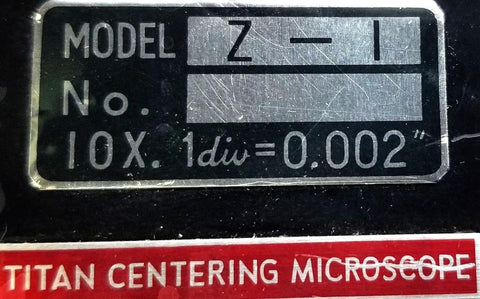 MODEL Z - 1
No.
10X. 1div=0.002"
TITAN CENTERING MICROSCOPE